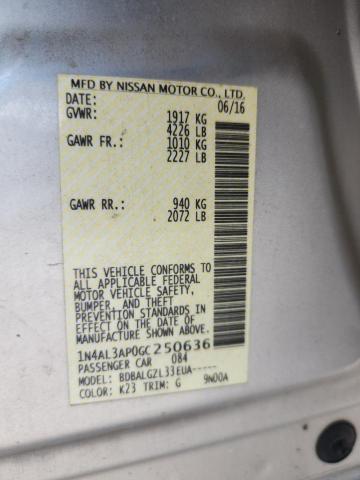 MFD BY NISSAN MOTOR CO., LTD.
DATE: 06/16
GVWR: 1917 KG
4226 LB
GAWR FR.: 1010 KG
2227 LB
GAWR RR.: 940 KG
2072 LB
THIS VEHICLE CONFORMS TO
ALL APPLICABLE FEDERAL
MOTOR VEHICLE SAFETY,
BUMPER, AND THEFT
PREVENTION STANDARDS IN
EFFECT ON THE DATE OF
MANUFACTURE SHOWN ABOVE.
1N4AL3AP0GC250636
PASSENGER CAR 084
MODEL: BDBALGZL33EUA-----
COLOR: K23 TRIM: G 9N00A